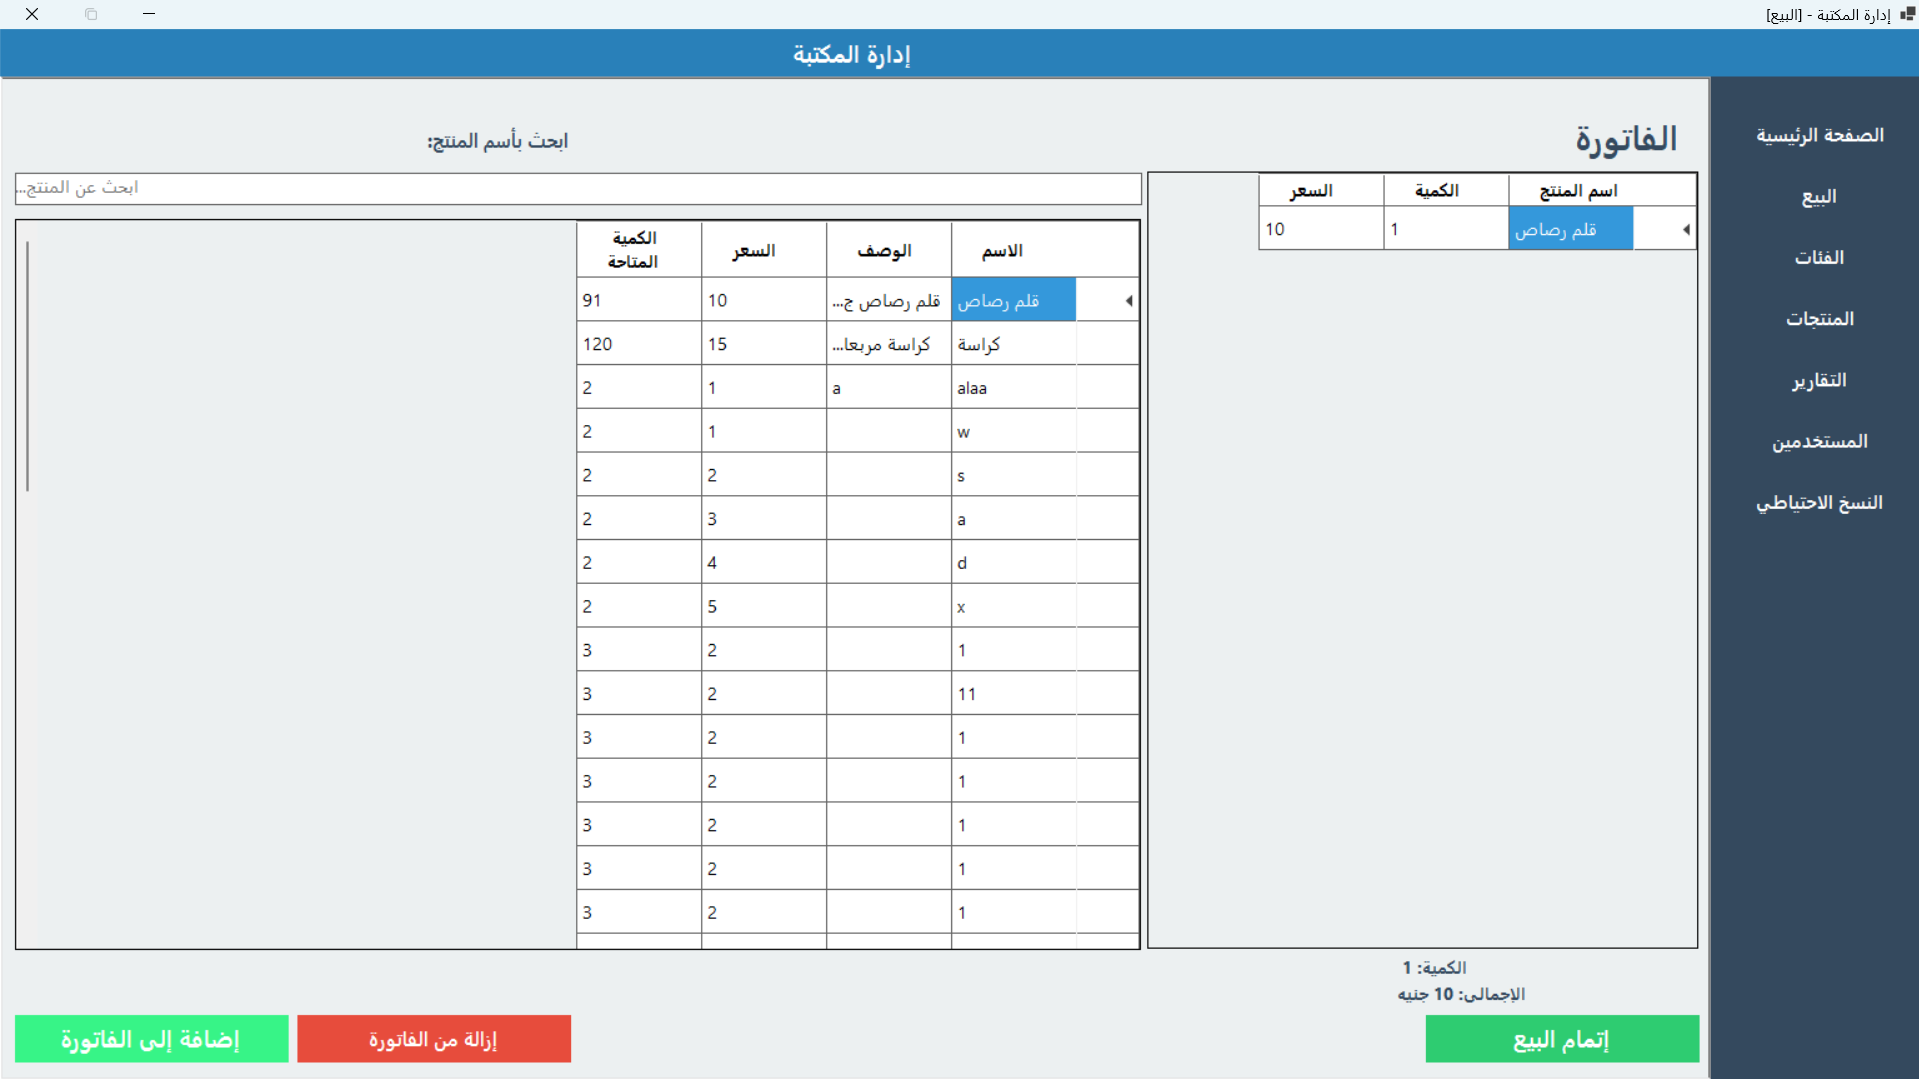 إدارة المكتبة - [البيع]
إدارة المكتبة
الصفحة الرئيسية
البيع
الفئات
المنتجات
التقارير
المستخدمين
النسخ الاحتياطي
الفاتورة
اسم المنتج الكمية السعر
قلم رصاص 1 10
الكمية: 1
الإجمالى: 10 جنيه
إتمام البيع
ابحث بأسم المنتج:
ابحث عن المنتج...
الاسم الوصف السعر الكمية المتاحة
قلم رصاص قلم رصاص ج... 10 91
كراسة كراسة مربعا... 15 120
alaa a 1 2
w 1 2
s 2 2
a 3 2
d 4 2
x 5 2
1 2 3
11 2 3
1 2 3
1 2 3
1 2 3
1 2 3
1 2 3
إزالة من الفاتورة
إضافة إلى الفاتورة